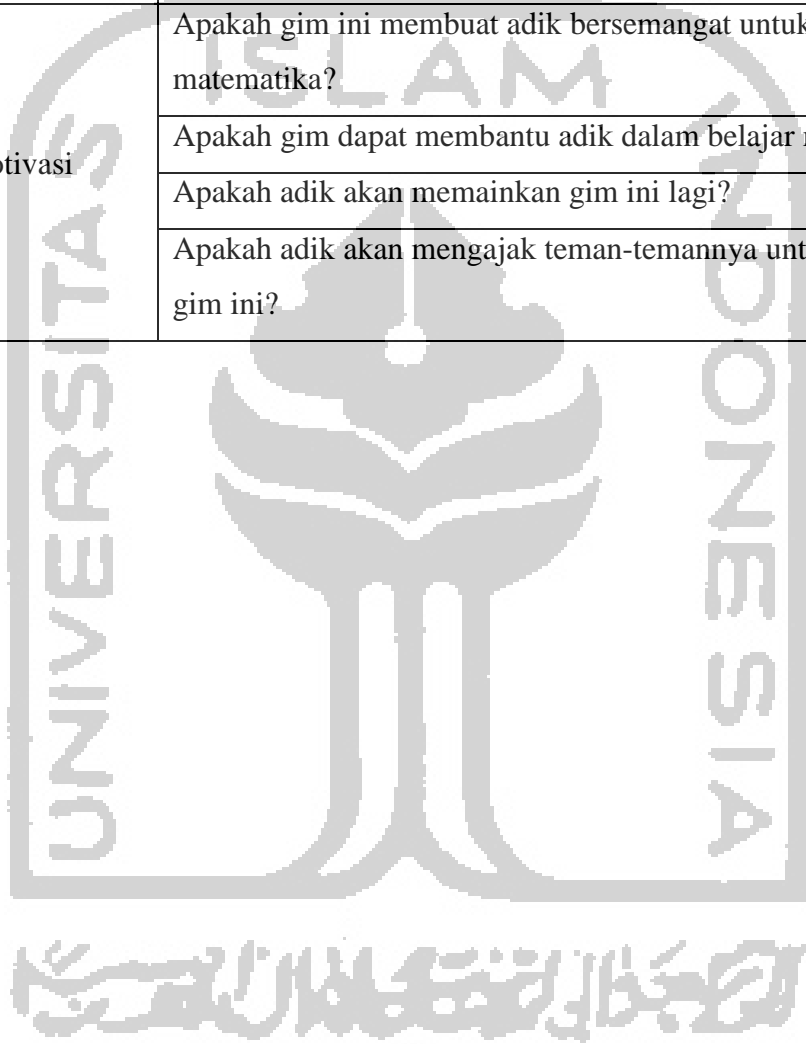 Apakah gim ini membuat adik bersemangat untuk
matematika?
otivasi
Apakah gim dapat membantu adik dalam belajar
Apakah adik akan memainkan gim ini lagi?
Apakah adik akan mengajak teman-temannya unt
gim ini?
ISLAM
UNIVERSITAS
INDONESIA